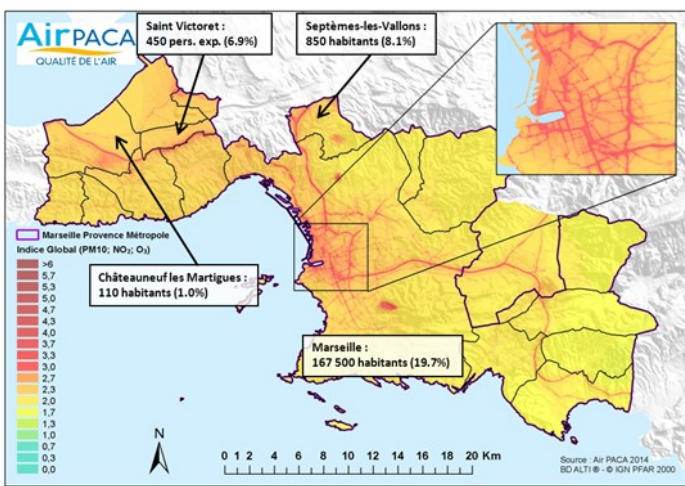 AirPACA
QUALITÉ DE L'AIR
Saint Victoret :
450 pers. exp. (6.9%)
Septèmes-les-Vallons :
850 habitants (8.1%)
Marseille Provence Métropole
Indice Global (PM10; NO₂; O₃)
>6
5,7
5,3
5,0
4,7
4,3
4,0
3,7
3,3
3,0
2,7
2,3
2,0
1,7
1,3
1,0
0,7
0,3
0,0
Châteauneuf les Martigues :
110 habitants (1.0%)
Marseille :
167 500 habitants (19.7%)
N
0 1 2 4 6 8 10 12 14 16 18 20 Km
Source : Air PACA 2014
BD ALTI ® - © IGN PFAR 2000